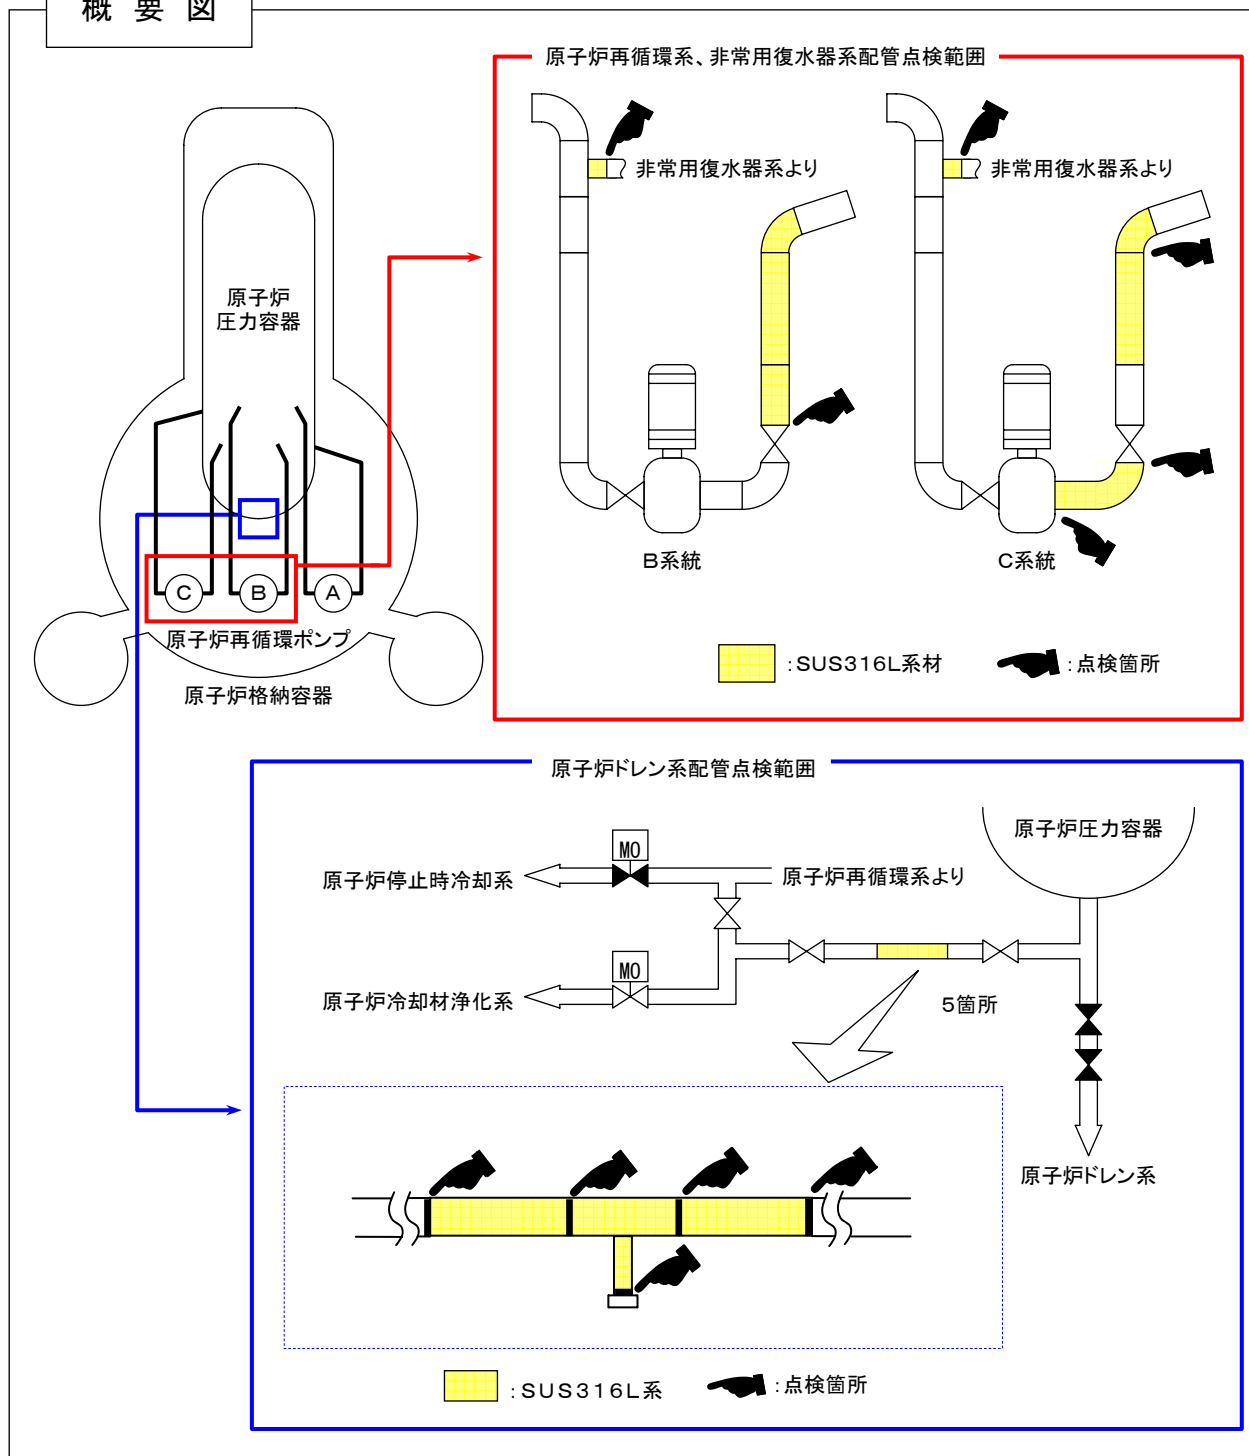 概 要 図
原子炉再循環系、非常用復水器系配管点検範囲
非常用復水器系より
非常用復水器系より
原子炉
圧力容器
B系統
C系統
C
B
A
原子炉再循環ポンプ
原子炉格納容器
:SUS316L系材
:点検箇所
原子炉ドレン系配管点検範囲
原子炉圧力容器
MO
原子炉停止時冷却系
原子炉再循環系より
MO
原子炉冷却材浄化系
5箇所
原子炉ドレン系
:SUS316L系
:点検箇所